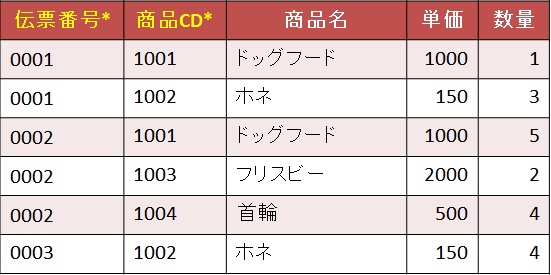 伝票番号* 商品CD* 商品名 単価 数量
0001 1001 ドッグフード 1000 1
0001 1002 ホネ 150 3
0002 1001 ドッグフード 1000 5
0002 1003 フリスビー 2000 2
0002 1004 首輪 500 4
0003 1002 ホネ 150 4